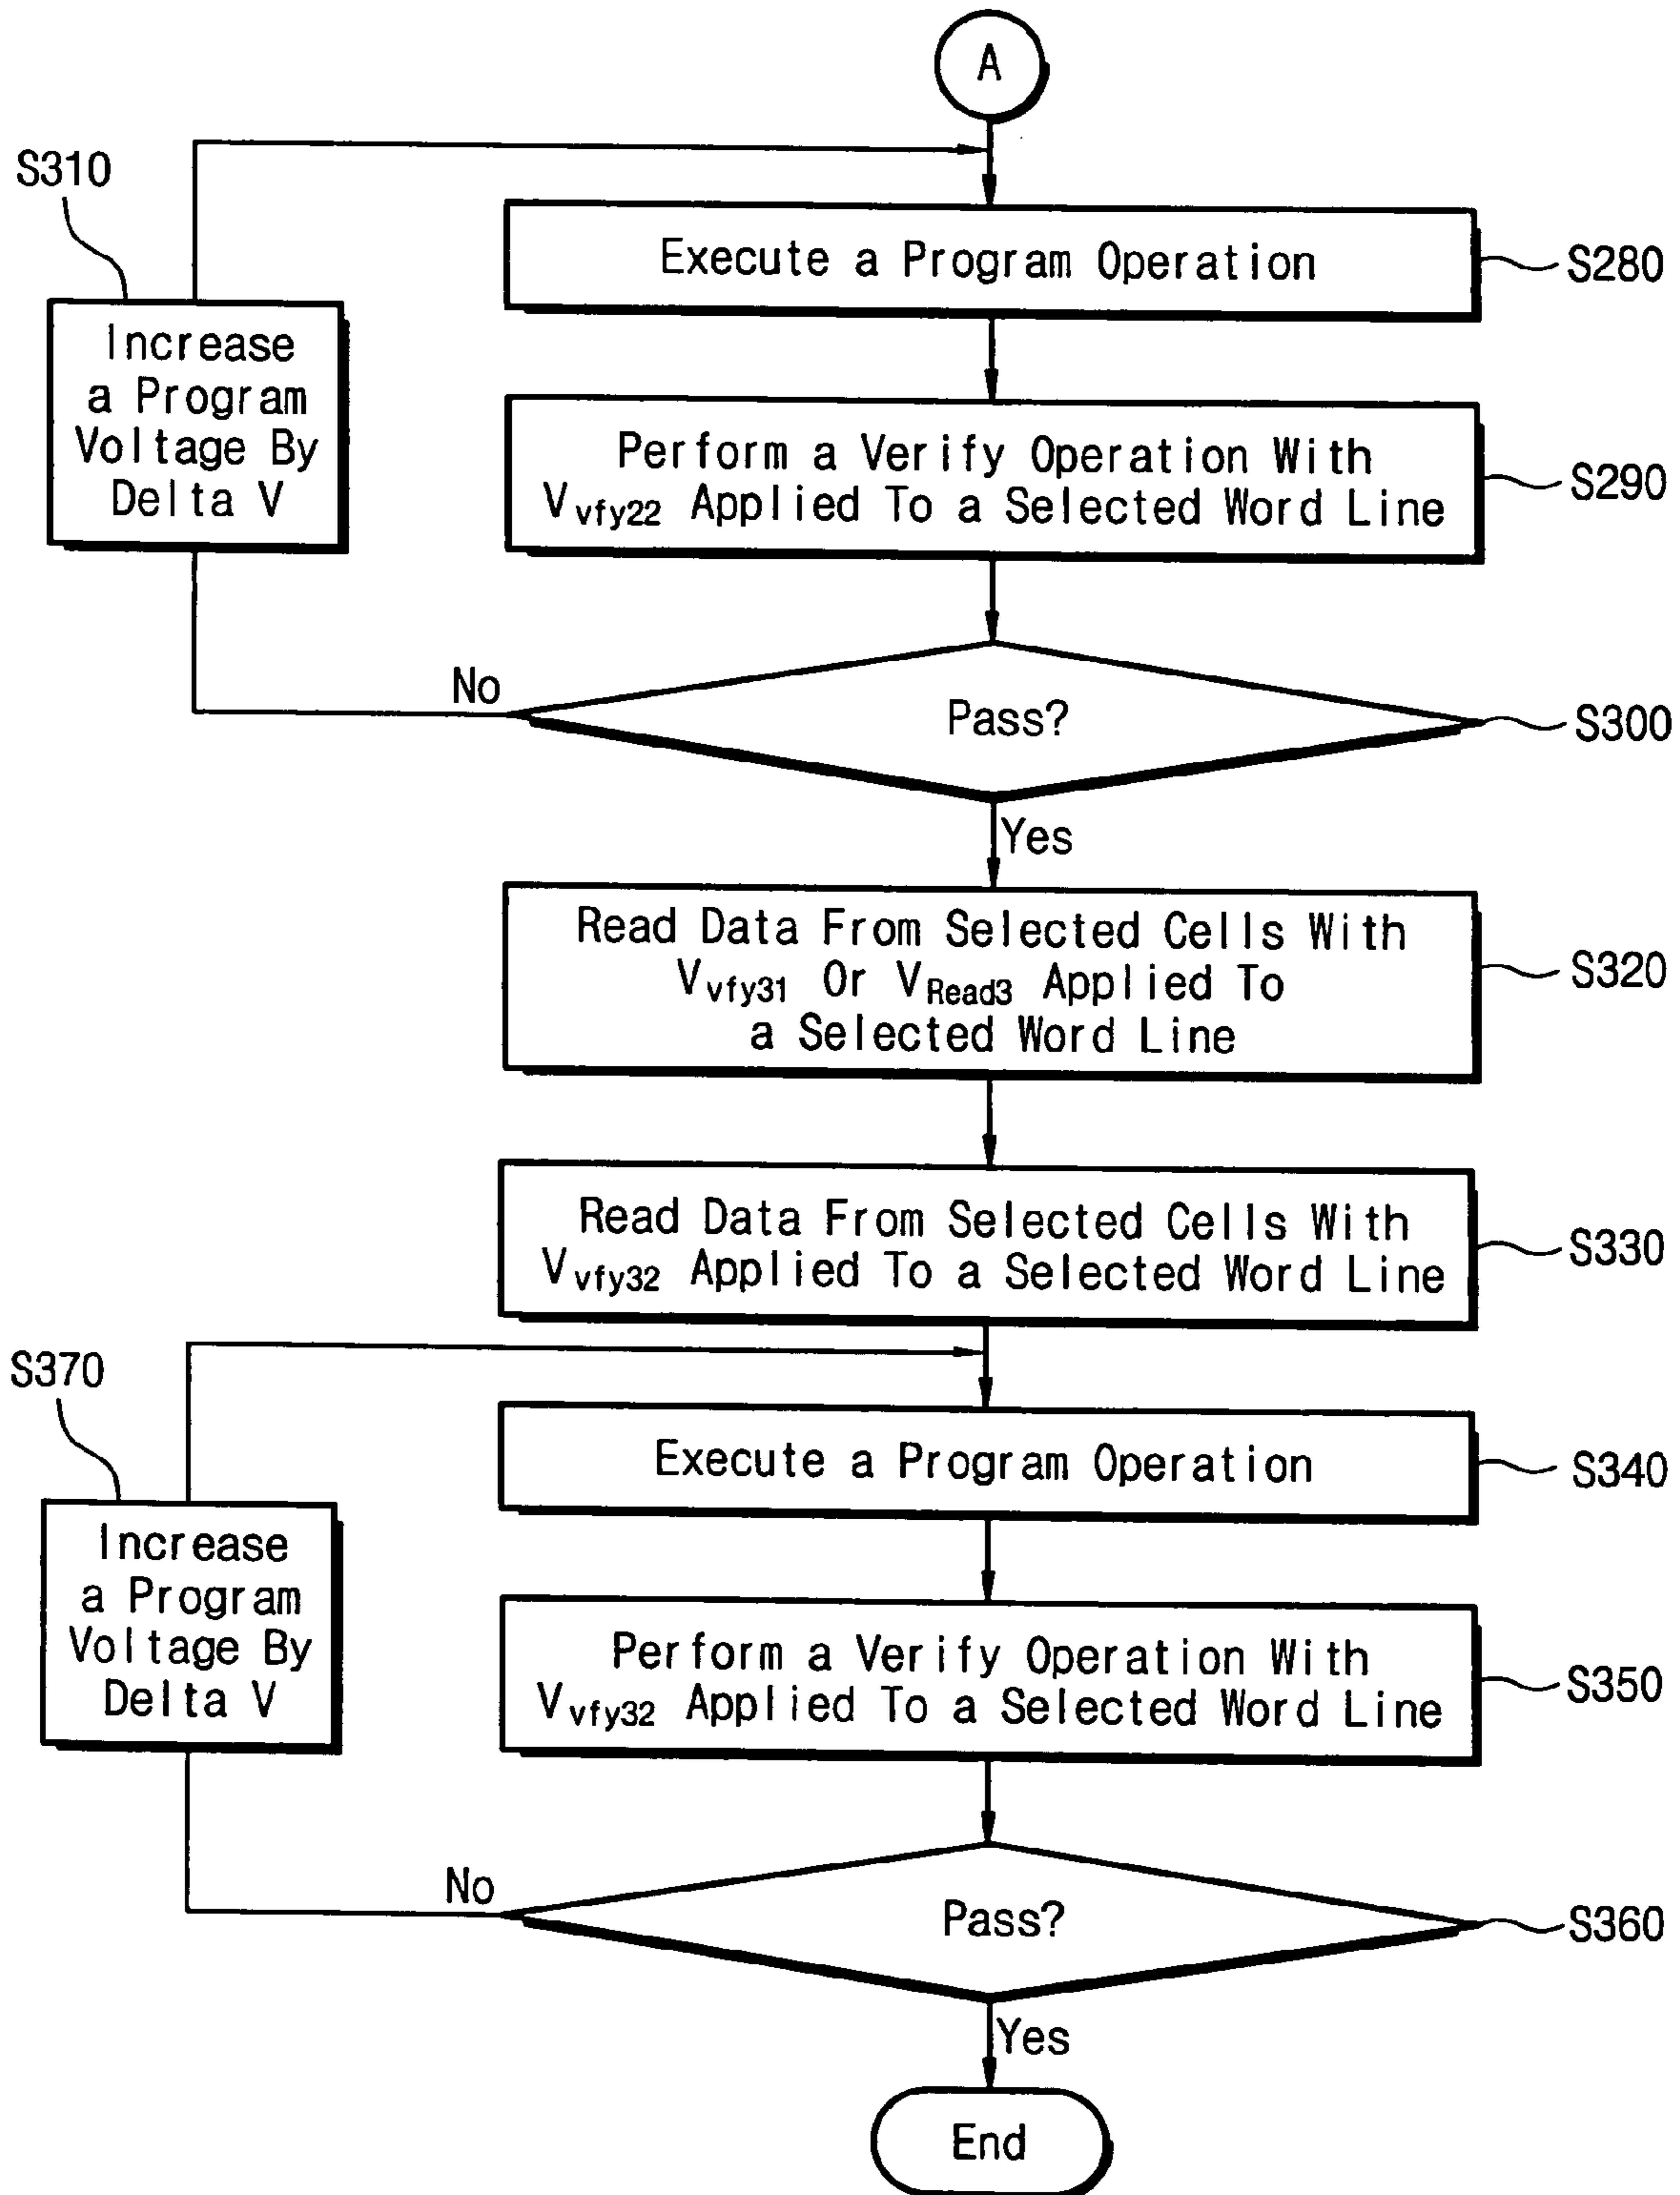 A
S310
Execute a Program Operation
S280
Increase
a Program
Voltage By
Delta V
Perform a Verify Operation With
Vvfy22 Applied To a Selected Word Line
S290
No
Pass?
S300
Yes
Read Data From Selected Cells With
Vvfy31 Or VRead3 Applied To
a Selected Word Line
S320
Read Data From Selected Cells With
Vvfy32 Applied To a Selected Word Line
S330
S370
Execute a Program Operation
S340
Increase
a Program
Voltage By
Delta V
Perform a Verify Operation With
Vvfy32 Applied To a Selected Word Line
S350
No
Pass?
S360
Yes
End